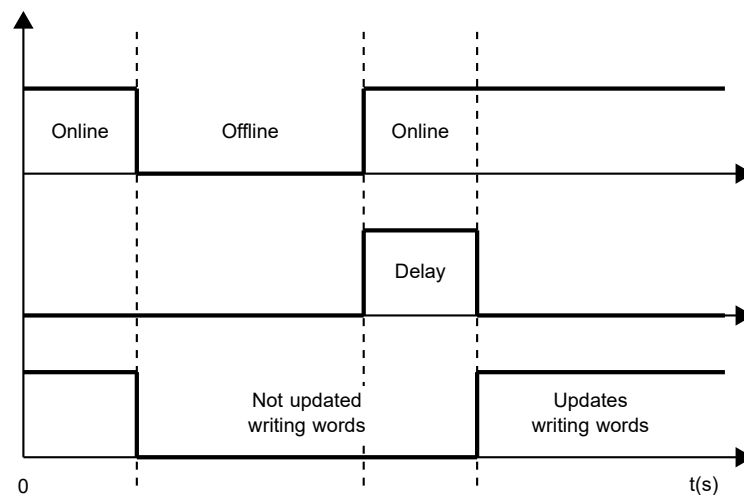 Online
Offline
Online
Delay
Not updated
writing words
Updates
writing words
0
t(s)